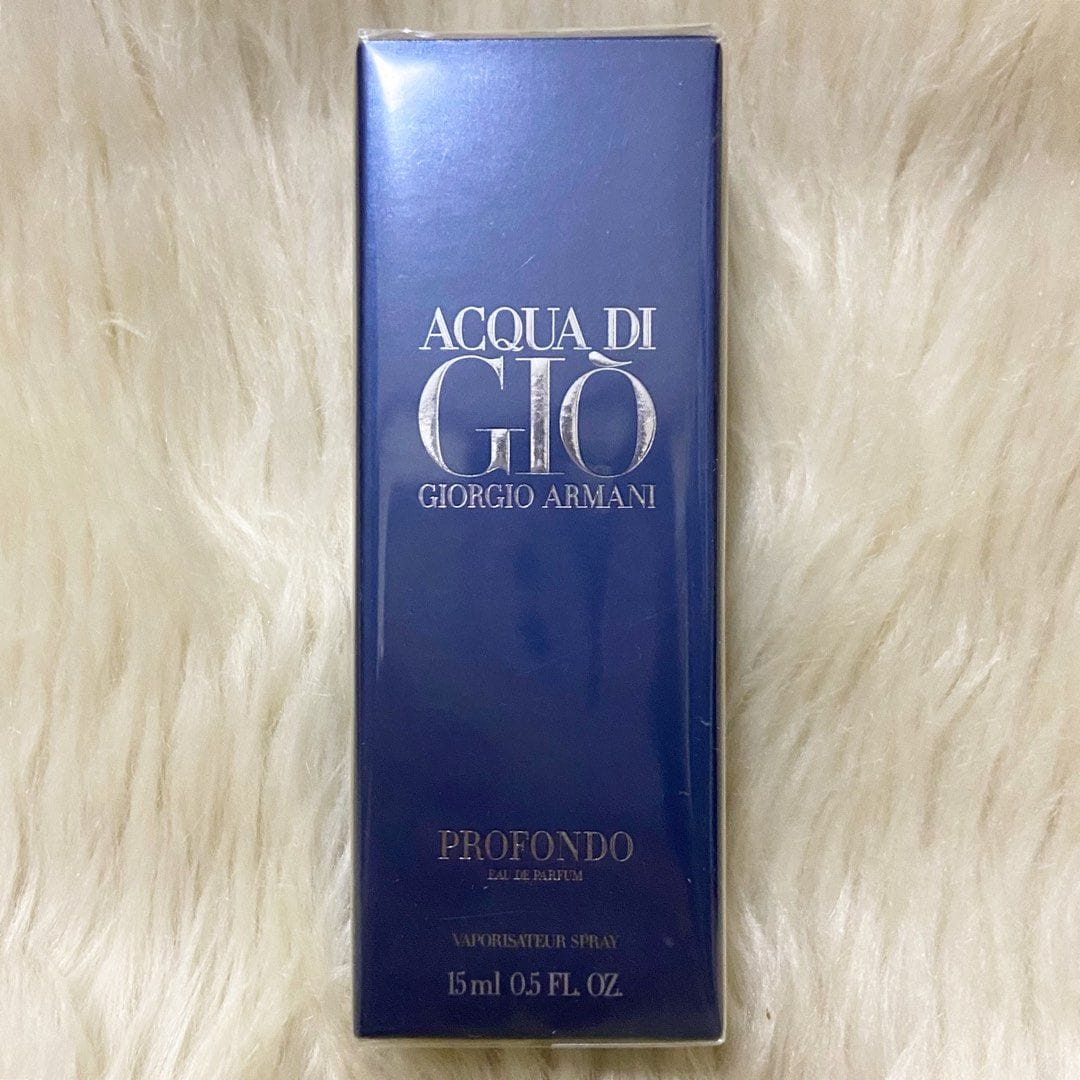 ACQUA DI
GIÒ
GIORGIO ARMANI
PROFONDO
EAU DE PARFUM
VAPORISATEUR SPRAY
15 ml 0.5 FL. OZ.